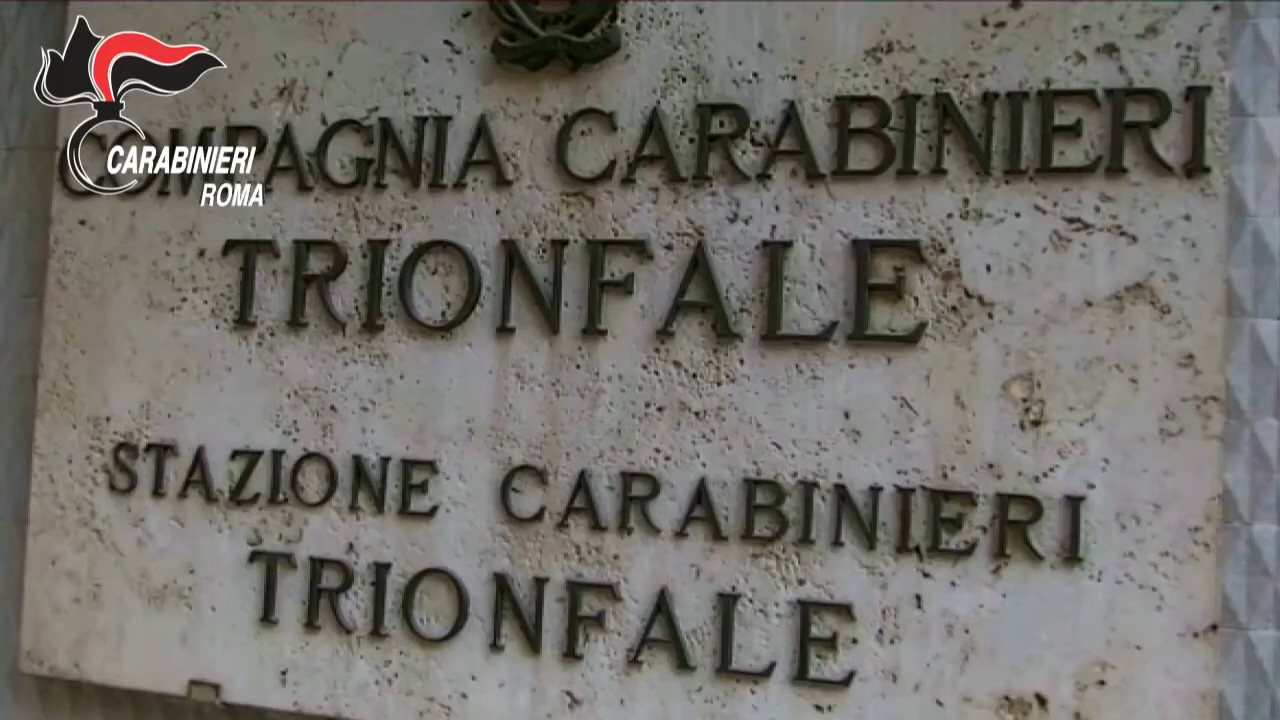 CARABINIERI
ROMA
COMPAGNIA CARABINIERI
TRIONFALE
STAZIONE CARABINIERI
TRIONFALE